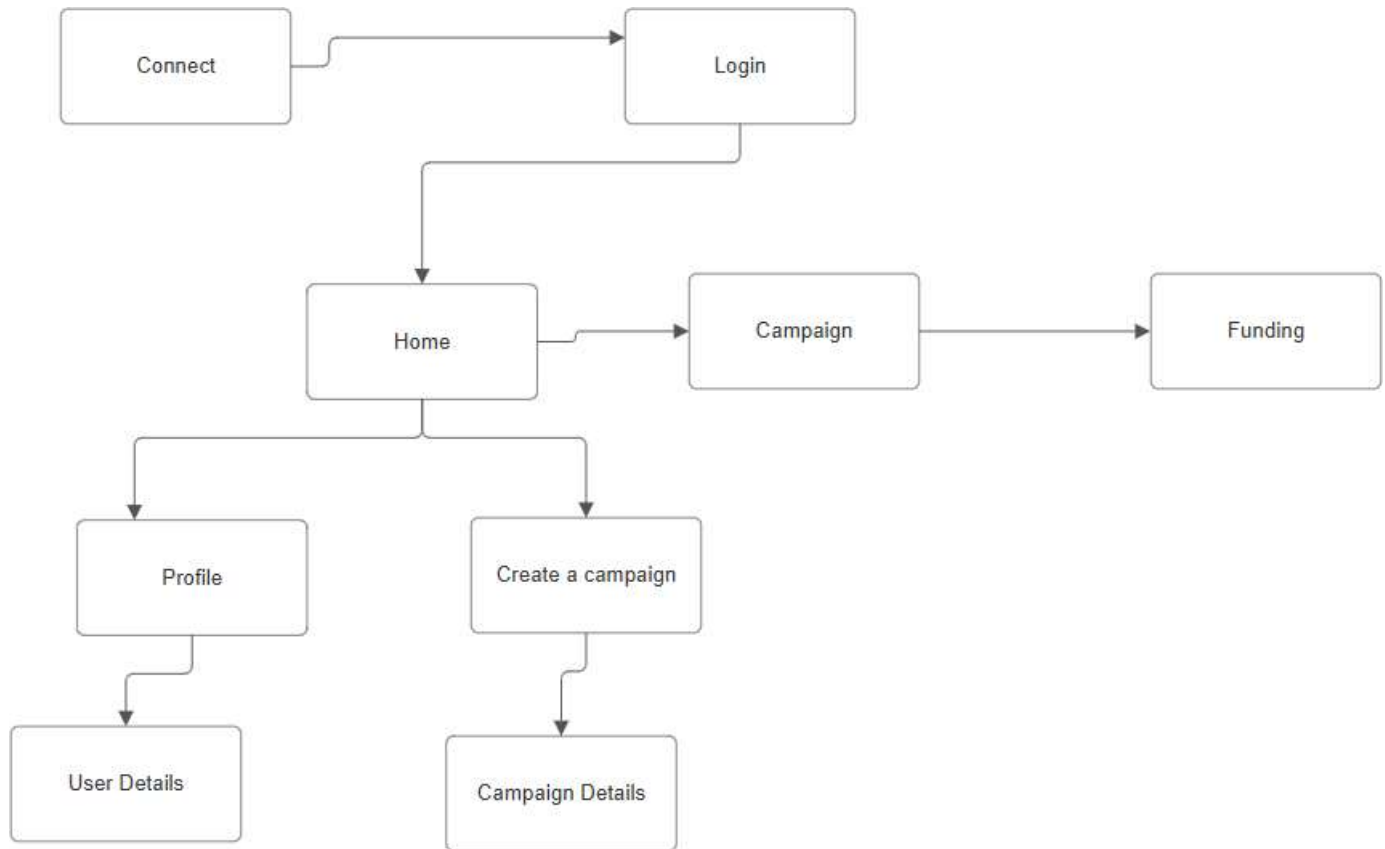 Connect
Login
Home
Campaign
Funding
Profile
Create a campaign
User Details
Campaign Details